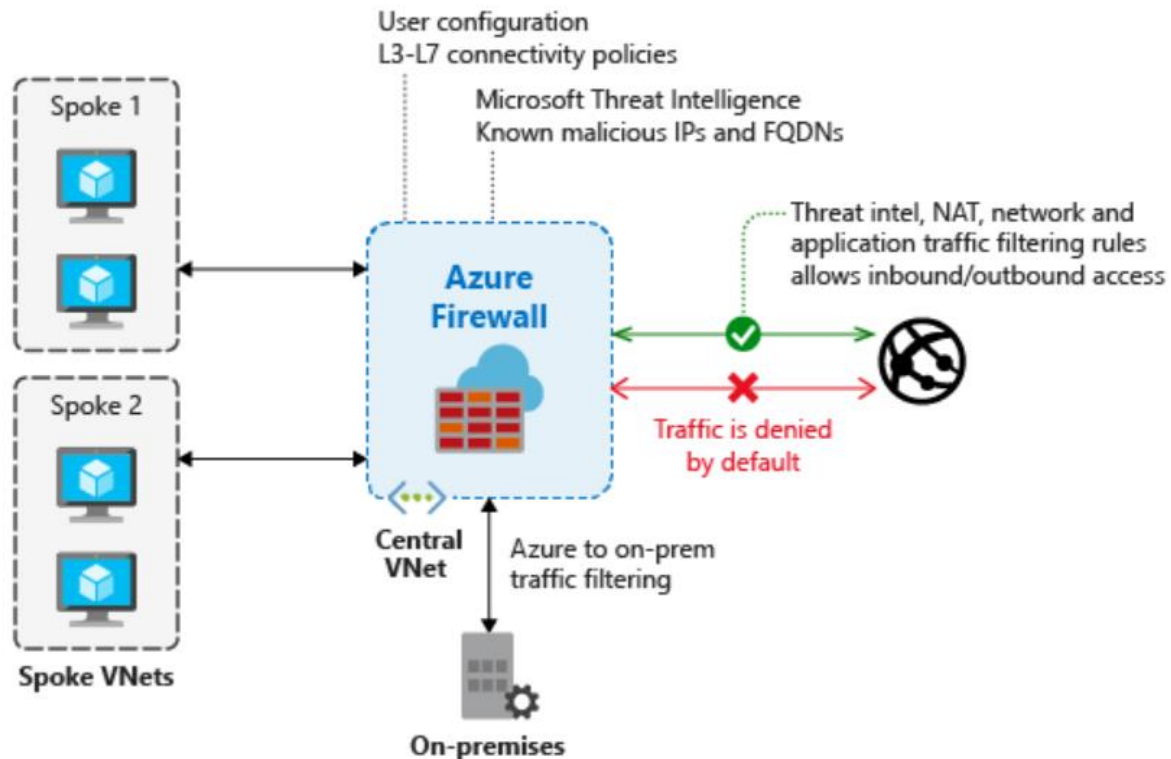 User configuration
L3-L7 connectivity policies
Microsoft Threat Intelligence
Known malicious IPs and FQDNs
Spoke 1
Threat intel, NAT, network and
application traffic filtering rules
allows inbound/outbound access
Azure
Firewall
Spoke 2
Traffic is denied
by default
Central
VNet
Azure to on-prem
traffic filtering
Spoke VNets
On-premises